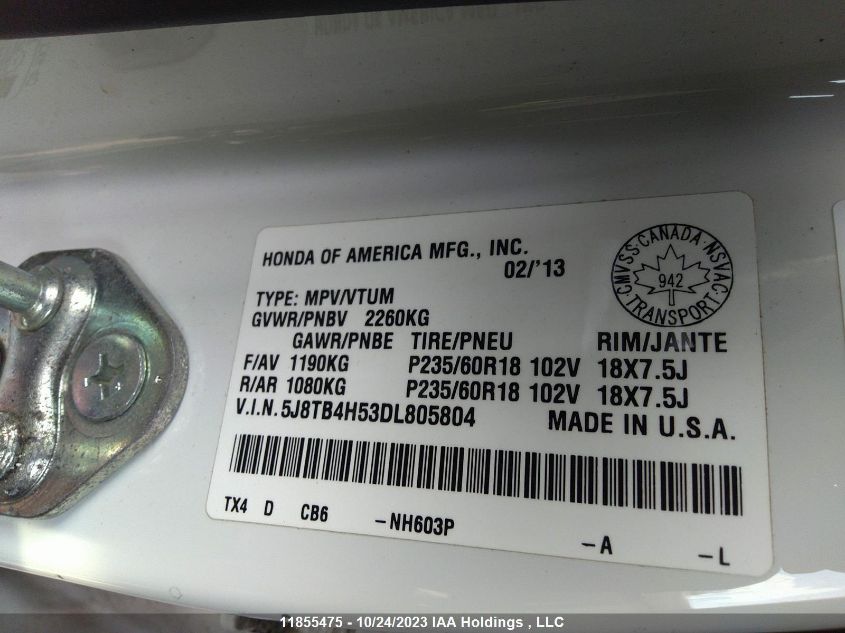 HONDA OF AMERICA MFG., INC.
02/'13
TYPE: MPV/VTUM
GVWR/PNBV 2260KG
GAWR/PNBE TIRE/PNEU RIM/JANTE
F/AV 1190KG P235/60R18 102V 18X7.5J
R/AR 1080KG P235/60R18 102V 18X7.5J
V.I.N. 5J8TB4H53DL805804 MADE IN U.S.A.
CMVSS·CANADA·NSVAC·TRANSPORT·
942
TX4 D CB6 -NH603P -A -L
11855475 - 10/24/2023 IAA Holdings , LLC